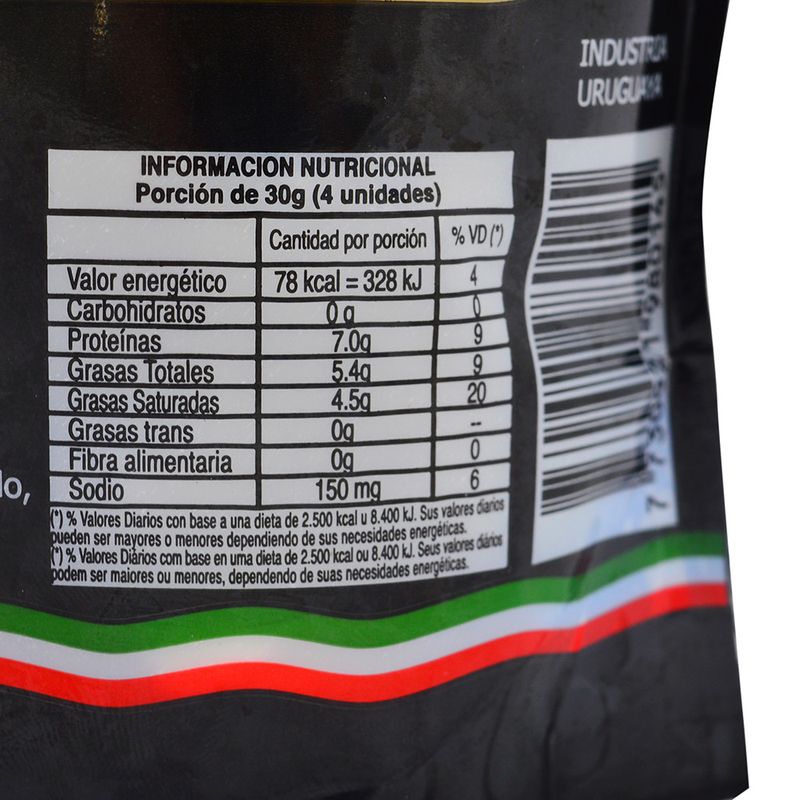 INDUSTRIA
URUGUAYA
INFORMACION NUTRICIONAL
Porción de 30g (4 unidades)
Cantidad por porción % VD (*)
Valor energético 78 kcal = 328 kJ 4
Carbohidratos 0 g 0
Proteínas 7.0g 9
Grasas Totales 5.4g 9
Grasas Saturadas 4.5g 20
Grasas trans 0g --
Fibra alimentaria 0g 0
Sodio 150 mg 6
lo,
(*) % Valores Diarios con base a una dieta de 2.500 kcal u 8.400 kJ. Sus valores diarios
pueden ser mayores o menores dependiendo de sus necesidades energéticas.
(*) % Valores Diários com base en uma dieta de 2.500 kcal ou 8.400 kJ. Seus valores diários
podem ser maiores ou menores, dependendo de suas necesidades energéticas.